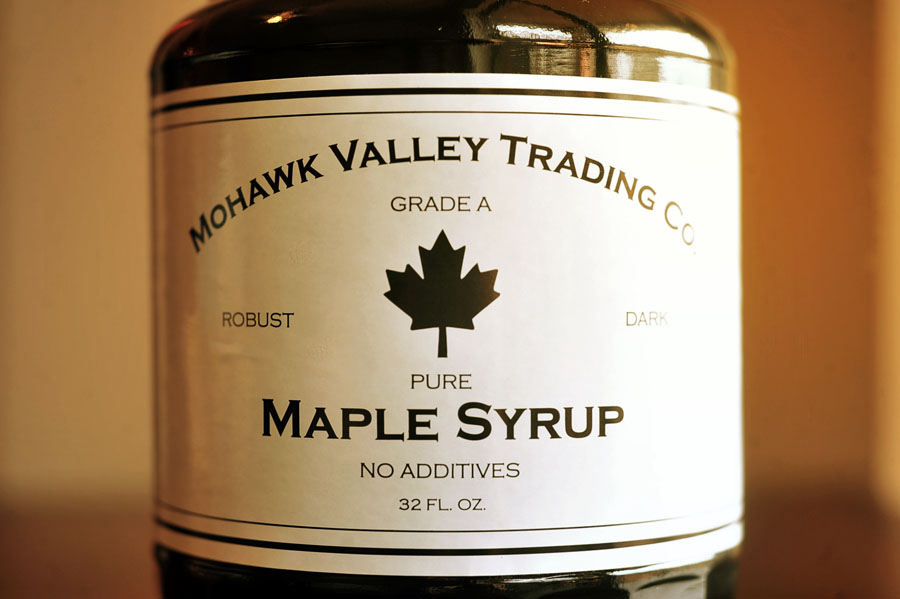 MOHAWK VALLEY TRADING CO.
GRADE A
ROBUST DARK
PURE
MAPLE SYRUP
NO ADDITIVES
32 FL. OZ.